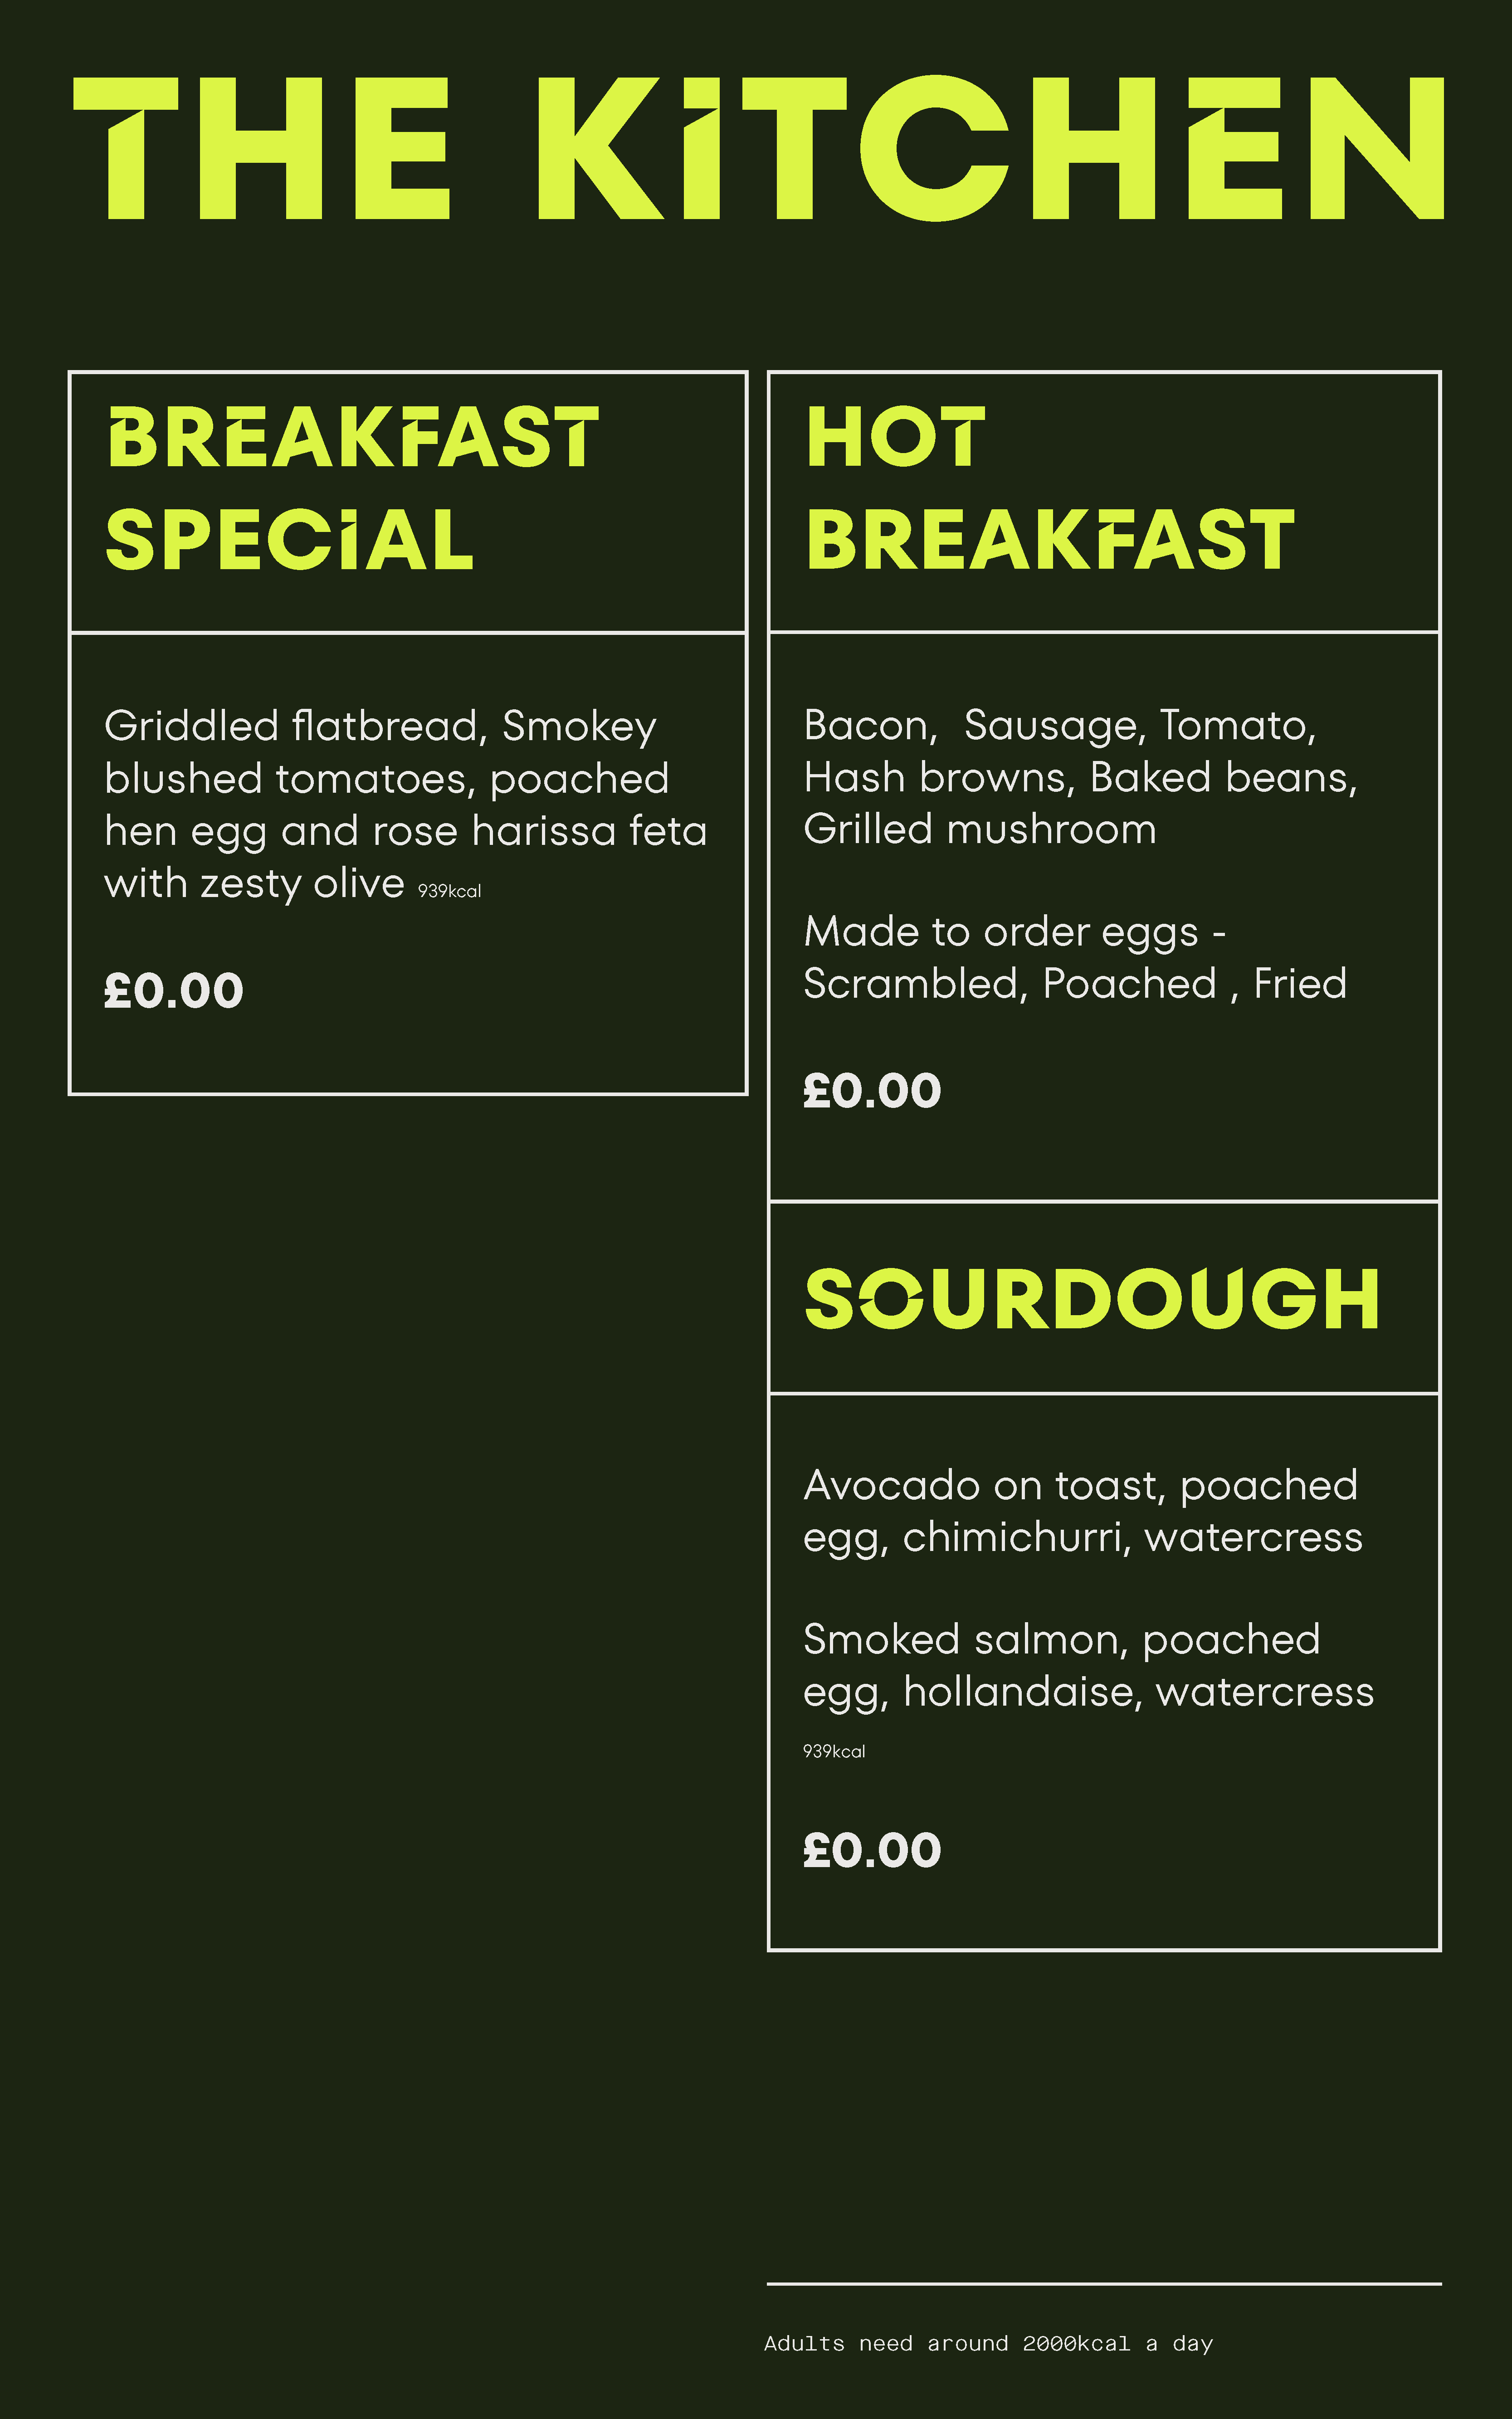 THE KiTCHEN
BREAKFAST
SPECiAL
Griddled flatbread, Smokey
blushed tomatoes, poached
hen egg and rose harissa feta
with zesty olive 939kcal
£0.00
HOT
BREAKFAST
Bacon, Sausage, Tomato,
Hash browns, Baked beans,
Grilled mushroom
Made to order eggs -
Scrambled, Poached , Fried
£0.00
SOURDOUGH
Avocado on toast, poached
egg, chimichurri, watercress
Smoked salmon, poached
egg, hollandaise, watercress
939kcal
£0.00
Adults need around 2000kcal a day